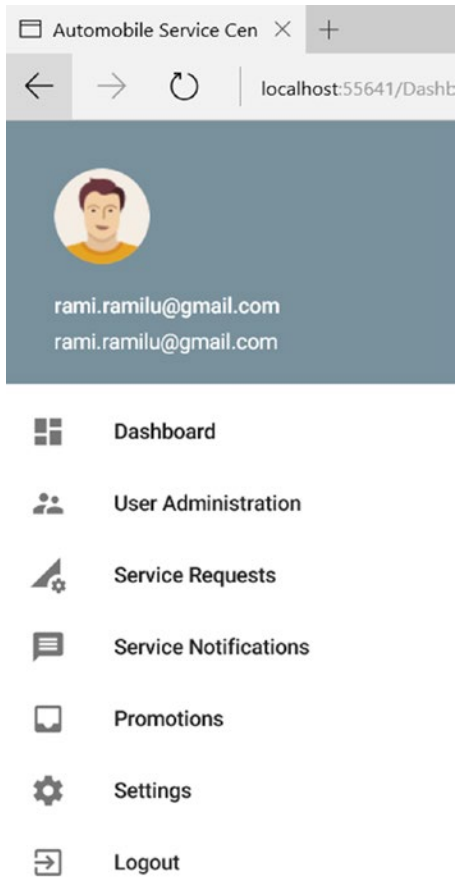 Automobile Service Cen
localhost:55641/Dashb
rami.ramilu@gmail.com
rami.ramilu@gmail.com
Dashboard
User Administration
Service Requests
Service Notifications
Promotions
Settings
Logout